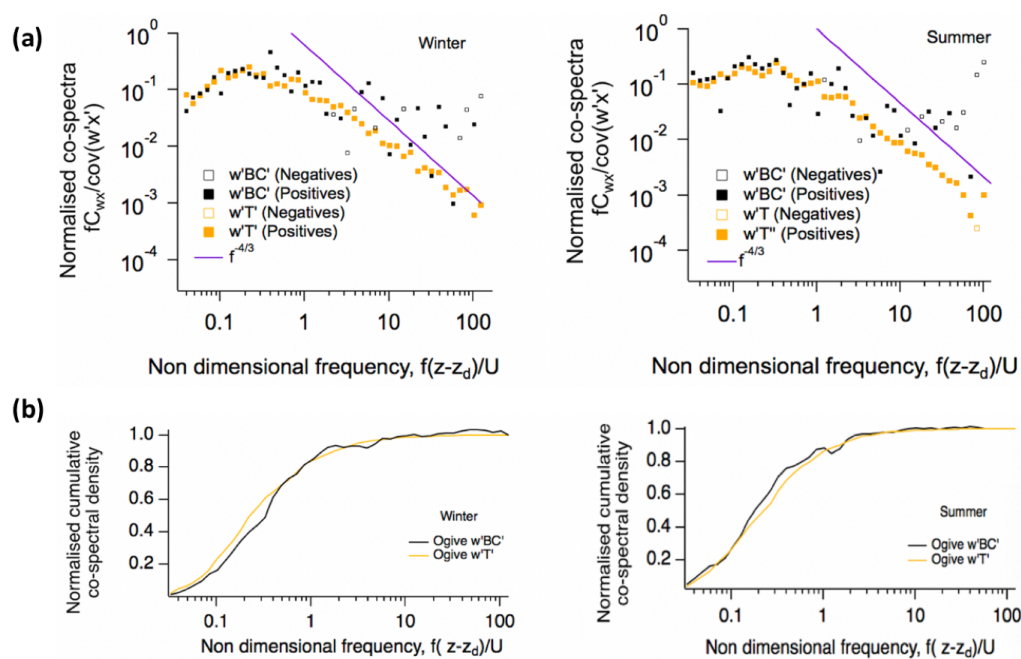 (a)
Normalised co-spectra
fC_wx/cov(w'x')
10^0
10^-1
10^-2
10^-3
10^-4
Winter
w'BC' (Negatives)
w'BC' (Positives)
w'T' (Negatives)
w'T' (Positives)
f^-4/3
0.1 1 10 100
Non dimensional frequency, f(z-z_d)/U
Normalised co-spectra
fC_wx/cov(w'x')
10^0
10^-1
10^-2
10^-3
10^-4
Summer
w'BC' (Negatives)
w'BC' (Positives)
w'T (Negatives)
w'T'' (Positives)
f^-4/3
0.1 1 10 100
Non dimensional frequency, f(z-z_d)/U
(b)
Normalised cumulative
co-spectral density
1.0
0.8
0.6
0.4
0.2
Winter
Ogive w'BC'
Ogive w'T'
0.1 1 10 100
Non dimensional frequency, f( z-z_d)/U
Normalised cumulative
co-spectral density
1.0
0.8
0.6
0.4
0.2
Summer
Ogive w'BC'
Ogive w'T'
0.1 1 10 100
Non dimensional frequency, f( z-z_d)/U